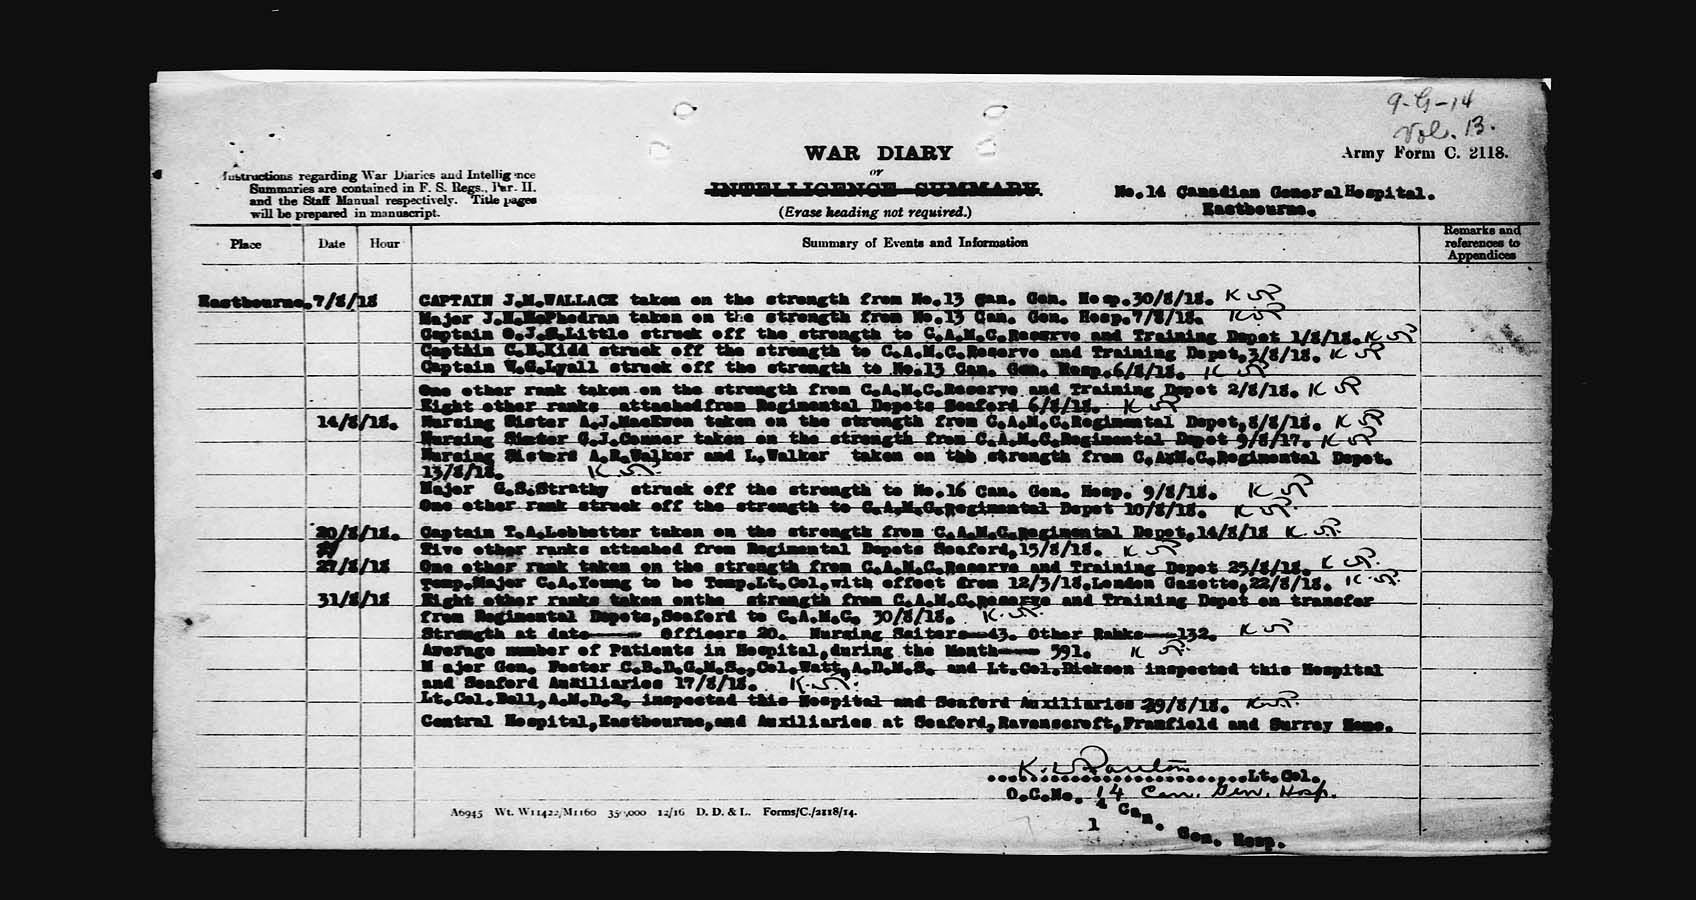 9-G-14
Vol. 13.
Army Form C. 2118.
WAR DIARY
or
INTELLIGENCE SUMMARY.
(Erase heading not required.)
Instructions regarding War Diaries and Intelligence
Summaries are contained in F. S. Regs., Par. II.
and the Staff Manual respectively. Title pages
will be prepared in manuscript.
No.14 Canadian General Hospital.
Eastbourne.
Place Date Hour Summary of Events and Information Remarks and
references to
Appendices
Eastbourne. 7/8/18 CAPTAIN J.M.WALLACE taken on the strength from No.13 Can. Gen. Hosp.30/8/18.
Major J.N.McPhedran taken on the strength from No.13 Can. Gen. Hosp.7/8/18.
Captain O.J.S.Little struck off the strength to C.A.M.C.Reserve and Training Depot 1/8/18.
Captain C.E.Kidd struck off the strength to C.A.M.C.Reserve and Training Depot,3/8/18.
Captain W.G.Lyall struck off the strength to No.13 Can. Gen. Hosp.6/8/18.
One other rank taken on the strength from C.A.M.C.Reserve and Training Depot 2/8/18.
Eight other ranks attached from Regimental Depots Seaford 6/8/18.
14/8/18. Nursing Sister A.J.MacEwen taken on the strength from C.A.M.C.Regimental Depot,8/8/18.
Nursing Sister G.J.Conner taken on the strength from C.A.M.C.Regimental Depot 9/8/17.
Nursing Sisters A.R.Walker and L.Walker taken on the strength from C.AxM.C.Regimental Depot.
13/8/18.
Major G.S.Strathy struck off the strength to No.16 Can. Gen. Hosp. 9/8/18.
One other rank struck off the strength to C.A.M.C.Regimental Depot 10/8/18.
20/8/18. Captain T.A.Lebbetter taken on the strength from C.A.M.C.Regimental Depot,14/8/18
Five other ranks attached from Regimental Depots Seaford,15/8/18.
27/8/18 One other rank taken on the strength from C.A.M.C.Reserve and Training Depot 25/8/18.
Temp.Major C.A.Young to be Temp.Lt.Col.with effect from 12/3/18.London Gazette,22/8/18.
31/8/18 Eight other ranks taken onthe strength from C.A.M.C.Reserve and Training Depot on transfer
from Regimental Depots,Seaford to C.A.M.C. 30/8/18.
Strength at date—— Officers 20. Nursing Ssiters—43. Other Ranks—132.
Average number of Patients in Hospital,during the Month—— 591.
M ajor Gen. Foster C.B.D.G.M.S.,Col.Watt,A.D.M.S. and Lt.Col.Dickson inspected this Hospital
and Seaford Auxiliaries 17/8/18.
Lt.Col.Bell,A.M.D.2. inspected this Hospital and Seaford Auxiliaries 29/8/18.
Central Hospital,Eastbourne,and Auxiliaries at Seaford,Ravenscroft,Framfield and Surrey Home.
Lt.Col.,
O.C.No. 14 Can. Gen. Hosp.
Can. Gen. Hosp.
1
A6945 Wt. W11422/M1160 350,000 12/16 D. D. & L. Forms/C./2118/14.